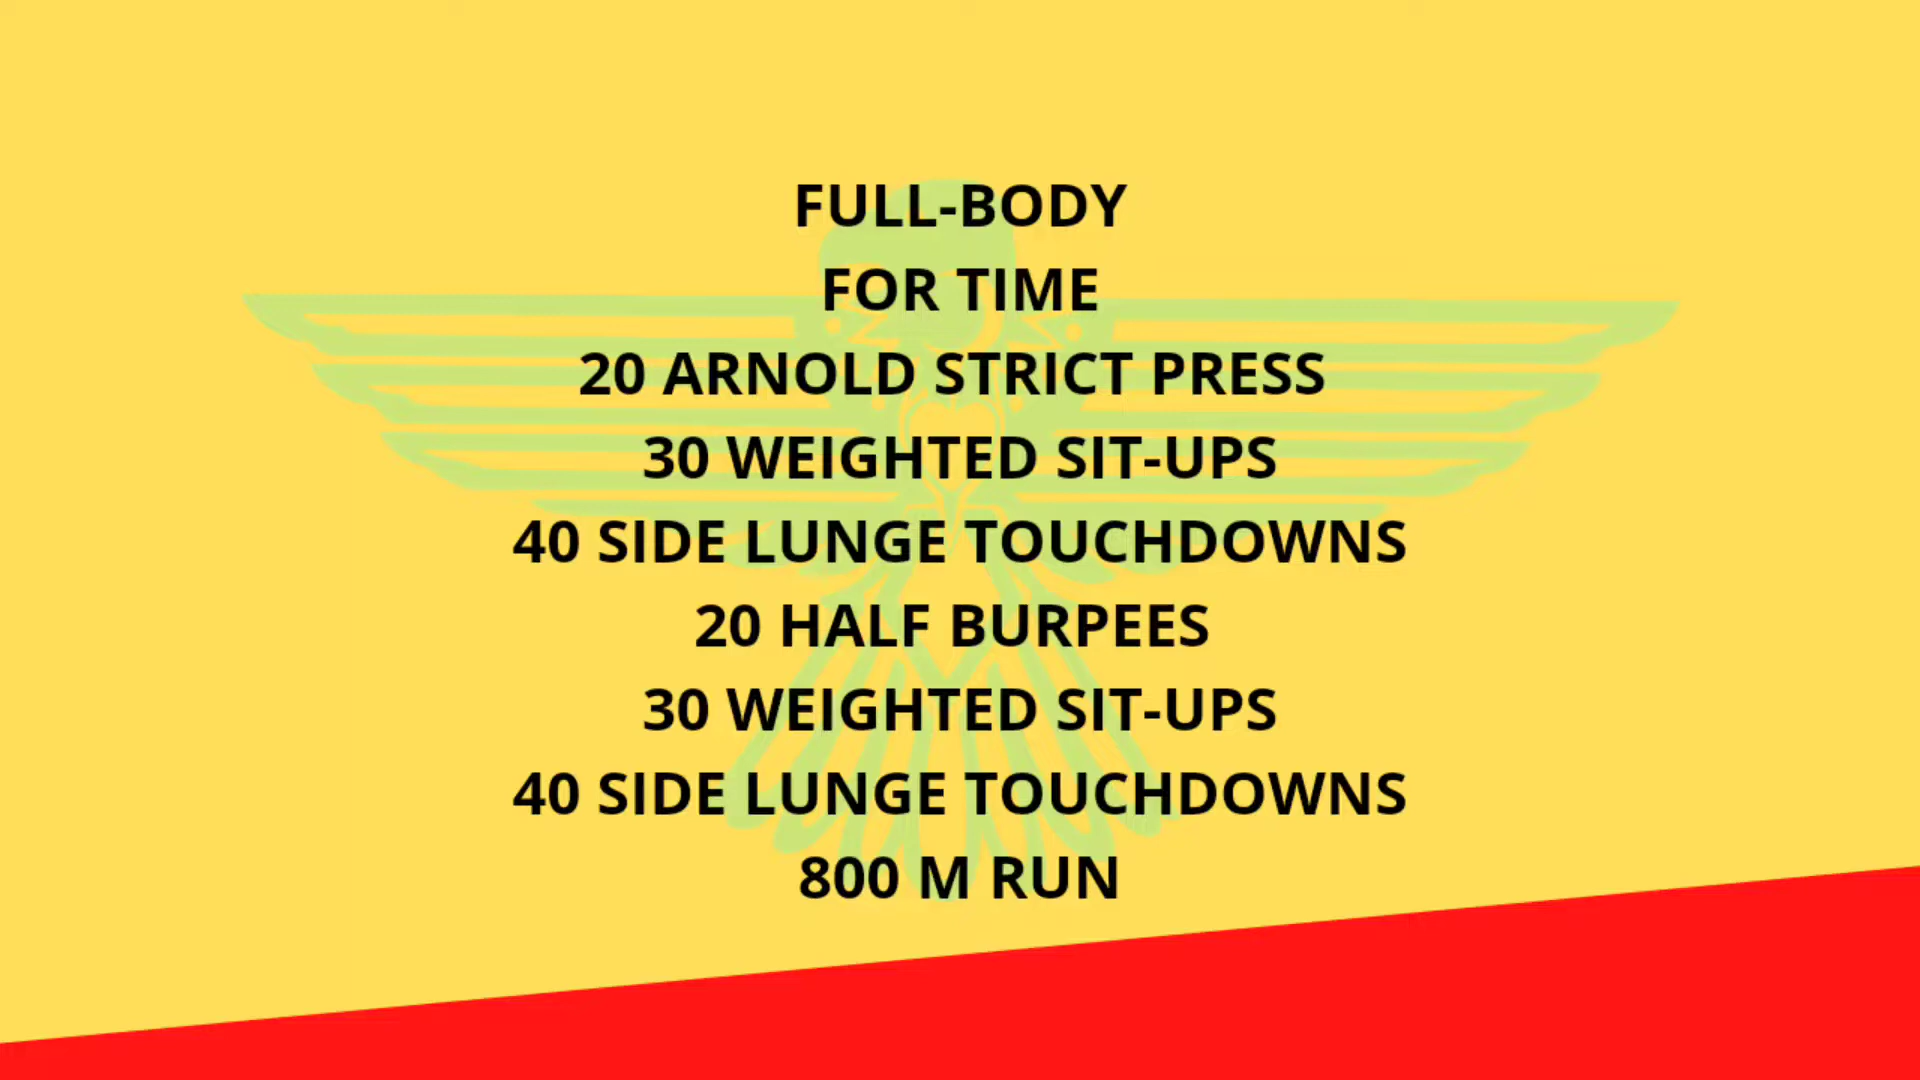 FULL-BODY
FOR TIME
20 ARNOLD STRICT PRESS
30 WEIGHTED SIT-UPS
40 SIDE LUNGE TOUCHDOWNS
20 HALF BURPEES
30 WEIGHTED SIT-UPS
40 SIDE LUNGE TOUCHDOWNS
800 M RUN